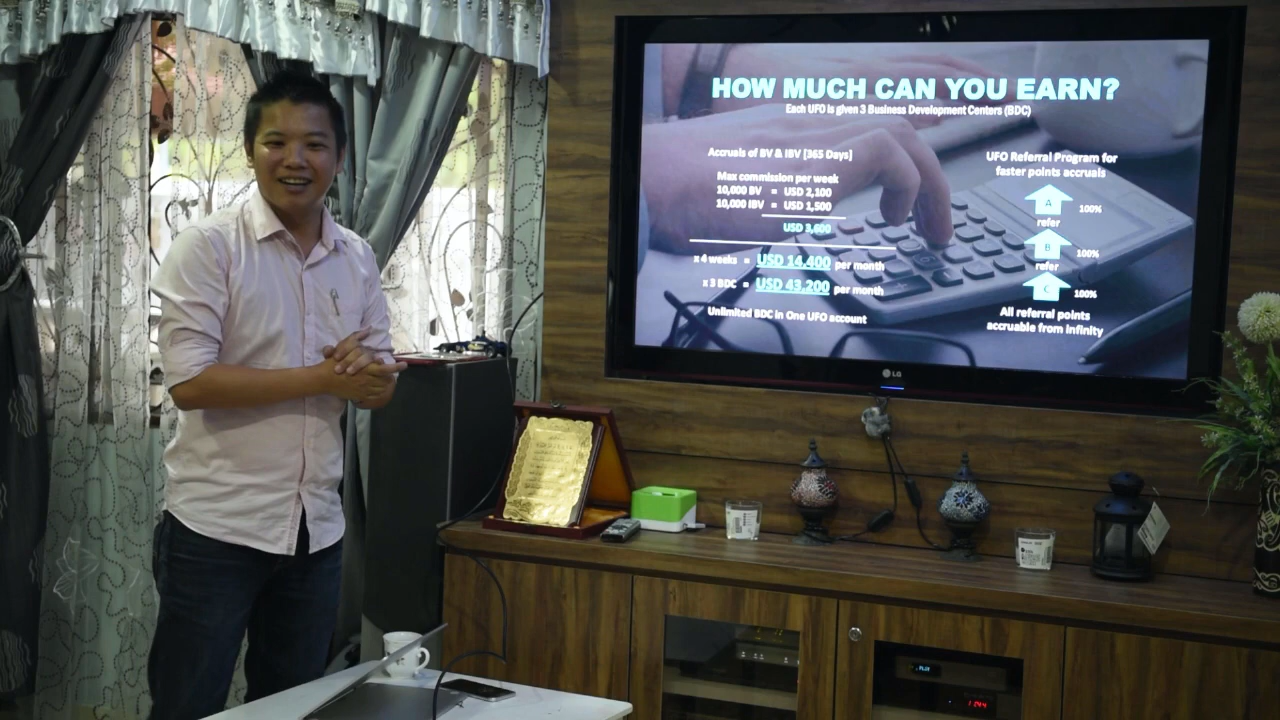 HOW MUCH CAN YOU EARN?
Each UFO is given 3 Business Development Centers (BDC)
Accruals of BV & IBV [365 Days]
Max commission per week
10,000 BV = USD 2,100
10,000 IBV = USD 1,500
USD 3,600
x 4 weeks = USD 14,400 per month
x 3 BDC = USD 43,200 per month
Unlimited BDC in One UFO account
UFO Referral Program for
faster points accruals
A 100%
refer
B 100%
refer
C 100%
All referral points
accruable from infinity
LG